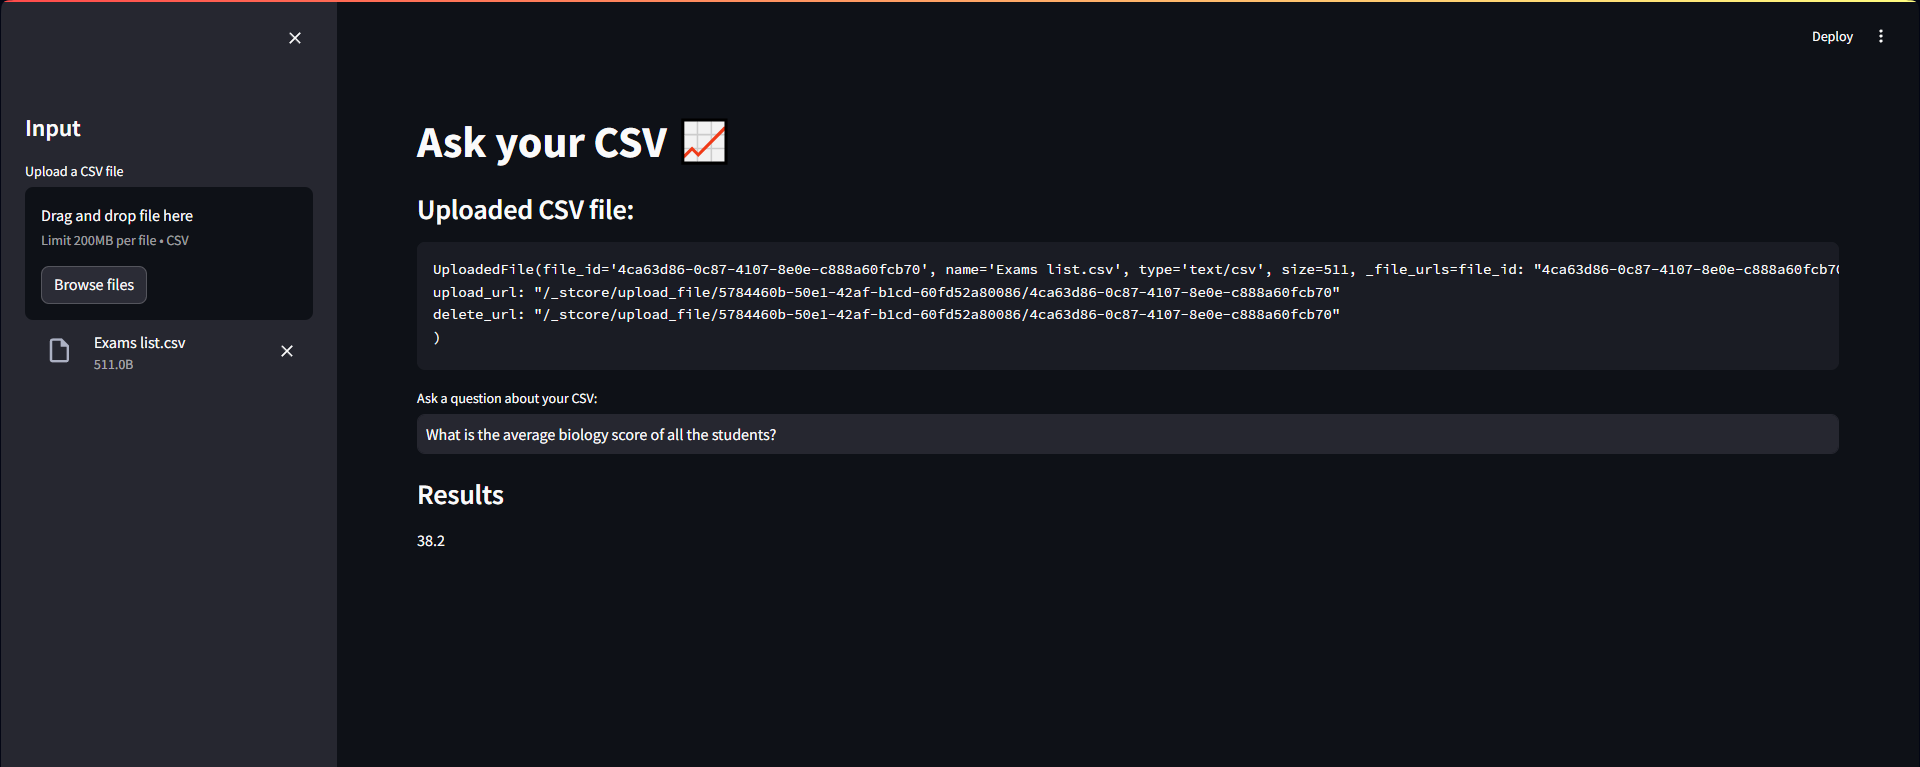 Deploy
Input
Upload a CSV file
Drag and drop file here
Limit 200MB per file • CSV
Browse files
Exams list.csv
511.0B
Ask your CSV
Uploaded CSV file:
UploadedFile(file_id='4ca63d86-0c87-4107-8e0e-c888a60fcb70', name='Exams list.csv', type='text/csv', size=511, _file_urls=file_id: "4ca63d86-0c87-4107-8e0e-c888a60fcb70
upload_url: "/_stcore/upload_file/5784460b-50e1-42af-b1cd-60fd52a80086/4ca63d86-0c87-4107-8e0e-c888a60fcb70"
delete_url: "/_stcore/upload_file/5784460b-50e1-42af-b1cd-60fd52a80086/4ca63d86-0c87-4107-8e0e-c888a60fcb70"
)
Ask a question about your CSV:
What is the average biology score of all the students?
Results
38.2